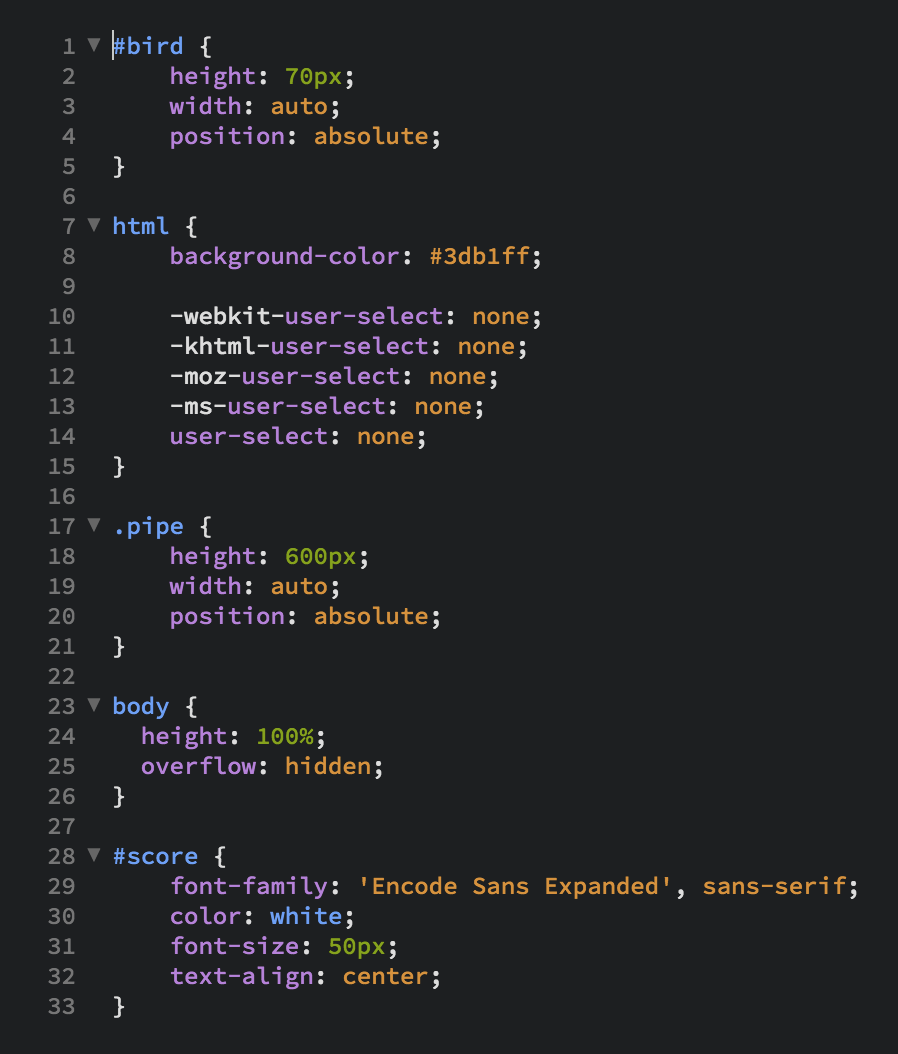 1 ▼ #bird {
2     height: 70px;
3     width: auto;
4     position: absolute;
5 }
6
7 ▼ html {
8     background-color: #3db1ff;
9
10     -webkit-user-select: none;
11     -khtml-user-select: none;
12     -moz-user-select: none;
13     -ms-user-select: none;
14     user-select: none;
15 }
16
17 ▼ .pipe {
18     height: 600px;
19     width: auto;
20     position: absolute;
21 }
22
23 ▼ body {
24   height: 100%;
25   overflow: hidden;
26 }
27
28 ▼ #score {
29     font-family: 'Encode Sans Expanded', sans-serif;
30     color: white;
31     font-size: 50px;
32     text-align: center;
33 }